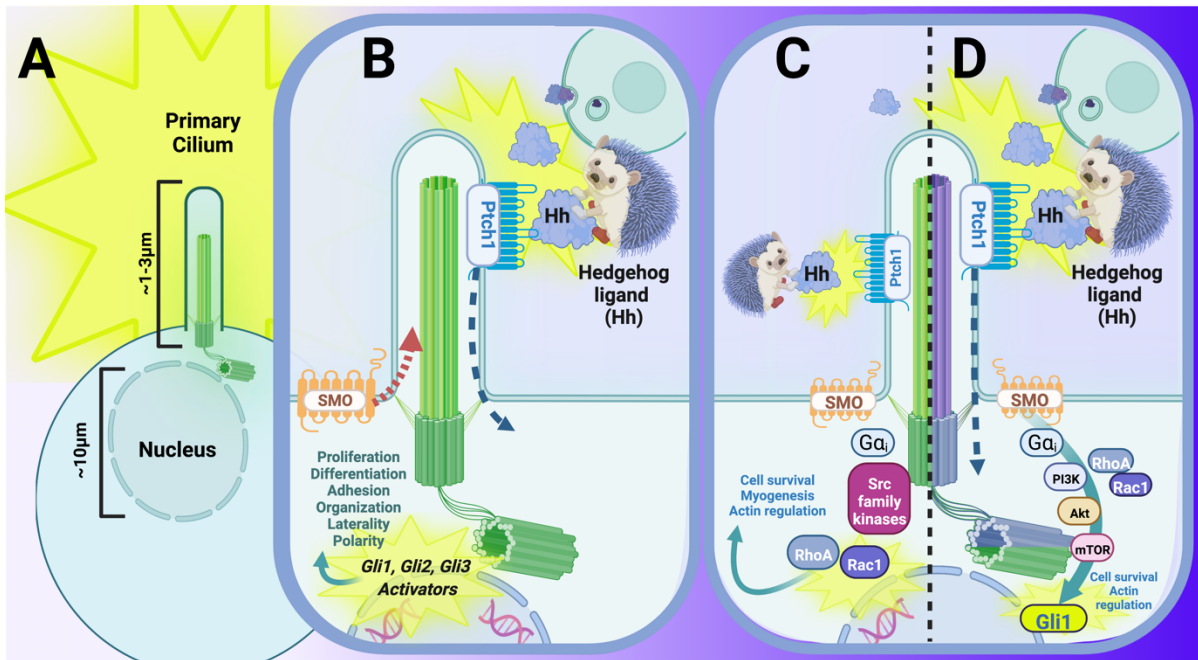 A
Primary
Cilium
~1-3μm
~10μm
Nucleus
B
Ptch1
Hh
Hedgehog
ligand
(Hh)
SMO
Proliferation
Differentiation
Adhesion
Organization
Laterality
Polarity
Gli1, Gli2, Gli3
Activators
C
Hh
Ptch1
SMO
Gαi
Src
family
kinases
Cell survival
Myogenesis
Actin regulation
RhoA
Rac1
D
Ptch1
Hh
Hedgehog
ligand
(Hh)
SMO
Gαi
RhoA
PI3K
Rac1
Akt
mTOR
Cell survival
Actin
regulation
Gli1